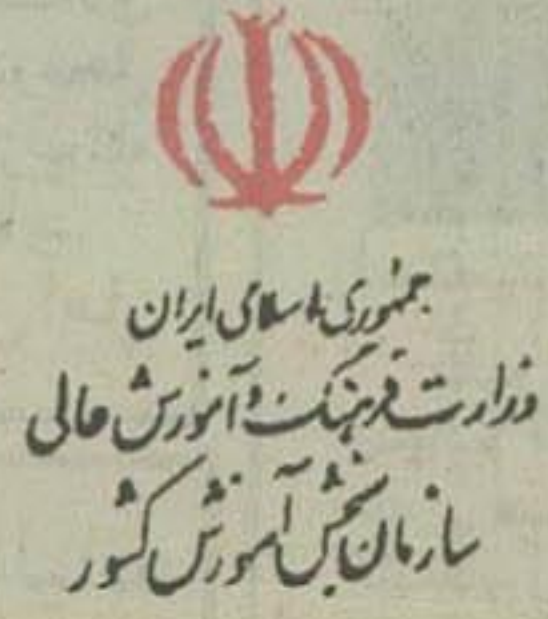 جمهوری اسلامی ایران
وزارت فرهنگ و آموزش عالی
سازمان سنجش آموزش کشور